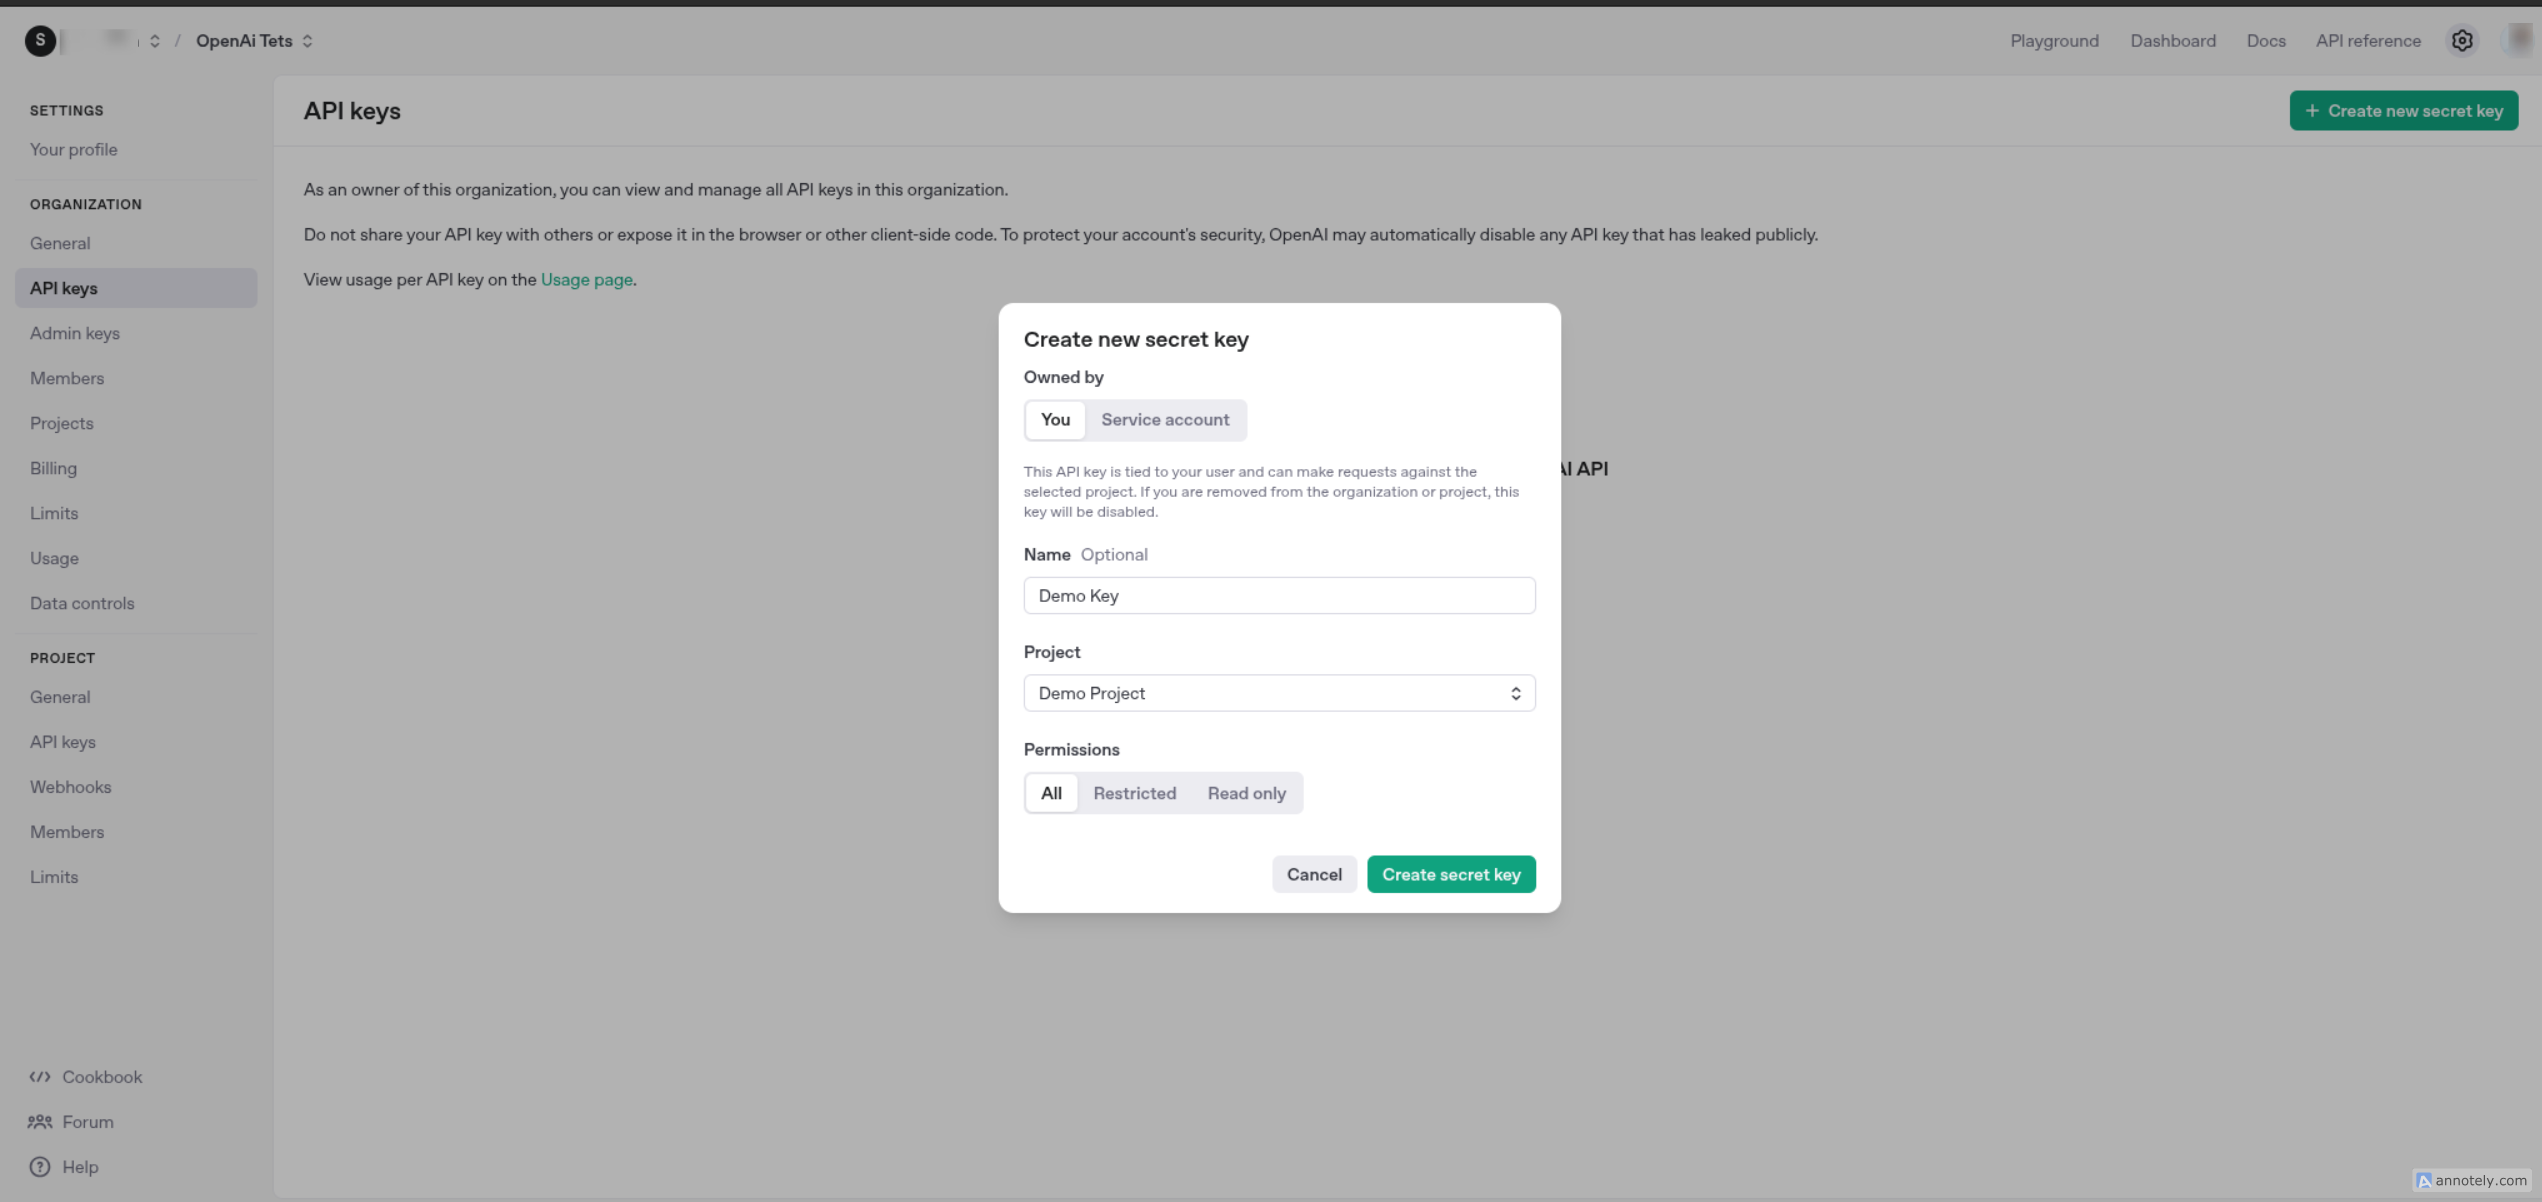 S
/ OpenAi Tets
Playground Dashboard Docs API reference
SETTINGS
Your profile
ORGANIZATION
General
API keys
Admin keys
Members
Projects
Billing
Limits
Usage
Data controls
PROJECT
General
API keys
Webhooks
Members
Limits
Cookbook
Forum
Help
API keys
+ Create new secret key
As an owner of this organization, you can view and manage all API keys in this organization.
Do not share your API key with others or expose it in the browser or other client-side code. To protect your account's security, OpenAI may automatically disable any API key that has leaked publicly.
View usage per API key on the Usage page.
AI API
Create new secret key
Owned by
You Service account
This API key is tied to your user and can make requests against the
selected project. If you are removed from the organization or project, this
key will be disabled.
Name Optional
Demo Key
Project
Demo Project
Permissions
All Restricted Read only
Cancel Create secret key
annotely.com